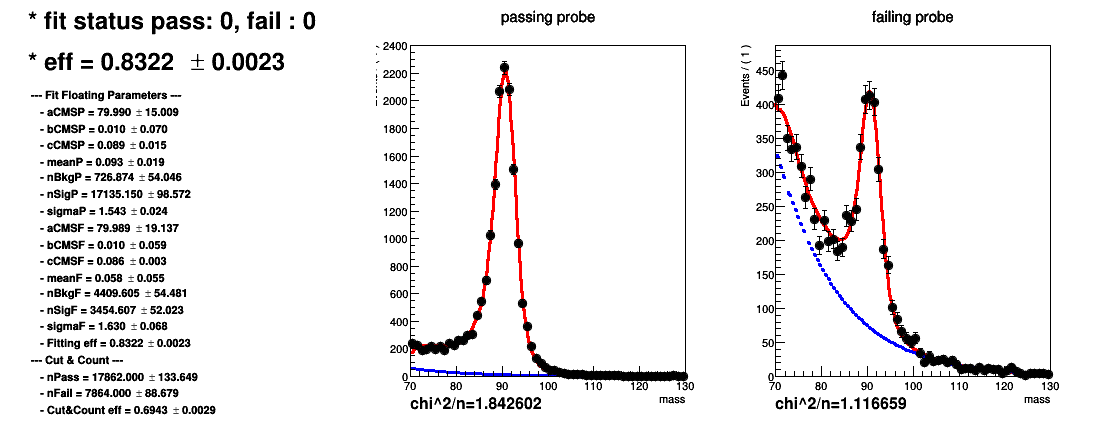 * fit status pass: 0, fail : 0
* eff = 0.8322 ± 0.0023
--- Fit Floating Parameters ---
- aCMSP = 79.990 ± 15.009
- bCMSP = 0.010 ± 0.070
- cCMSP = 0.089 ± 0.015
- meanP = 0.093 ± 0.019
- nBkgP = 726.874 ± 54.046
- nSigP = 17135.150 ± 98.572
- sigmaP = 1.543 ± 0.024
- aCMSF = 79.989 ± 19.137
- bCMSF = 0.010 ± 0.059
- cCMSF = 0.086 ± 0.003
- meanF = 0.058 ± 0.055
- nBkgF = 4409.605 ± 54.481
- nSigF = 3454.607 ± 52.023
- sigmaF = 1.630 ± 0.068
- Fitting eff = 0.8322 ± 0.0023
--- Cut & Count ---
- nPass = 17862.000 ± 133.649
- nFail = 7864.000 ± 88.679
- Cut&Count eff = 0.6943 ± 0.0029
passing probe
2400
2200
2000
1800
1600
1400
1200
1000
800
600
400
200
0
70 80 90 100 110 120 130
mass
chi^2/n=1.842602
failing probe
Events / ( 1 )
450
400
350
300
250
200
150
100
50
0
70 80 90 100 110 120 130
mass
chi^2/n=1.116659